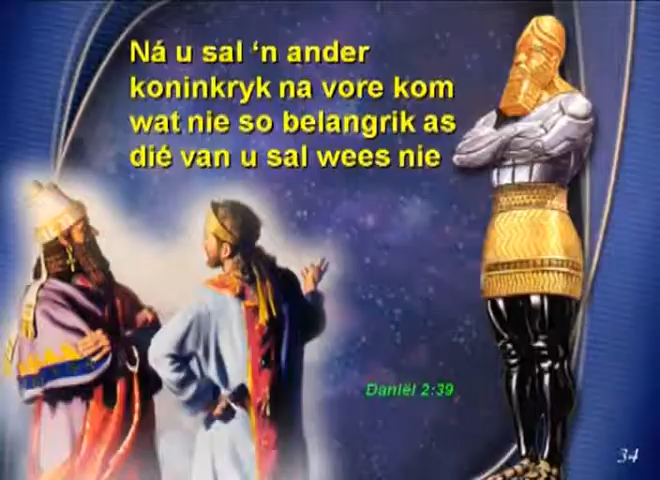 Ná u sal ‘n ander
koninkryk na vore kom
wat nie so belangrik as
dié van u sal wees nie
Daniël 2:39
34